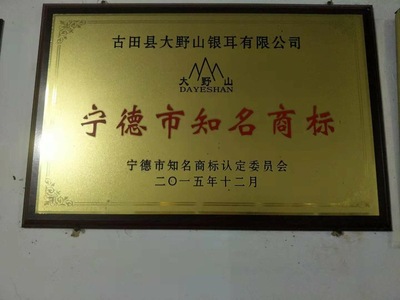 古田县大野山银耳有限公司
大野山
DAYESHAN
宁德市知名商标
宁德市知名商标认定委员会
二〇一五年十二月